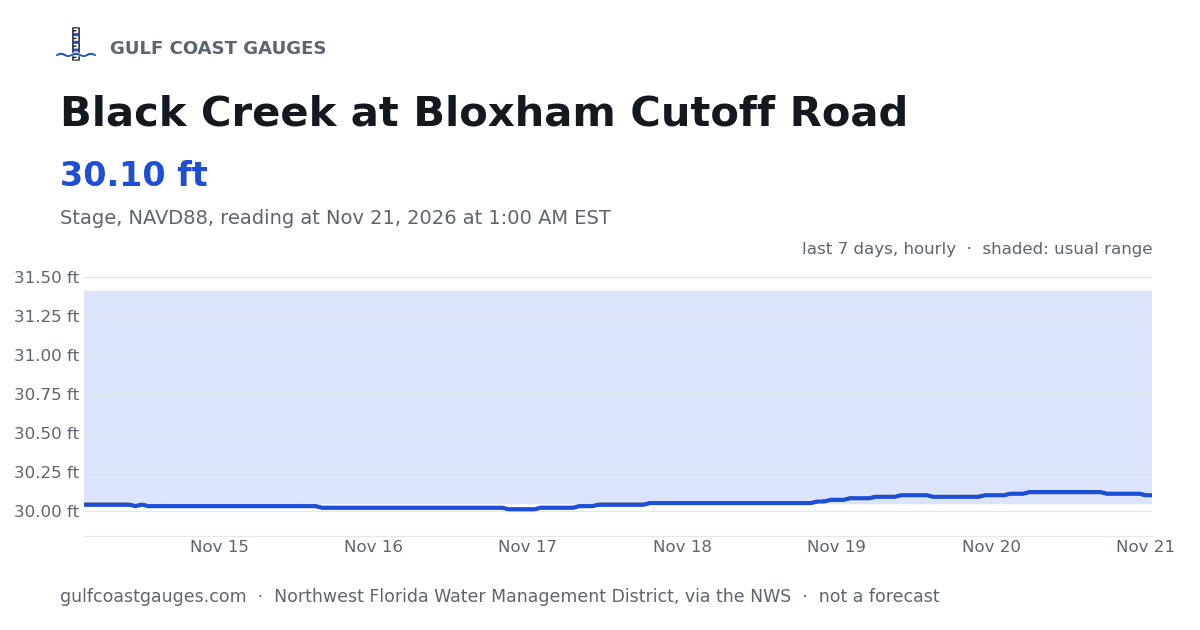 GULF COAST GAUGES
Black Creek at Bloxham Cutoff Road
30.10 ft
Stage, NAVD88, reading at Nov 21, 2026 at 1:00 AM EST
last 7 days, hourly · shaded: usual range
31.50 ft
31.25 ft
31.00 ft
30.75 ft
30.50 ft
30.25 ft
30.00 ft
Nov 15 Nov 16 Nov 17 Nov 18 Nov 19 Nov 20 Nov 21
gulfcoastgauges.com · Northwest Florida Water Management District, via the NWS · not a forecast